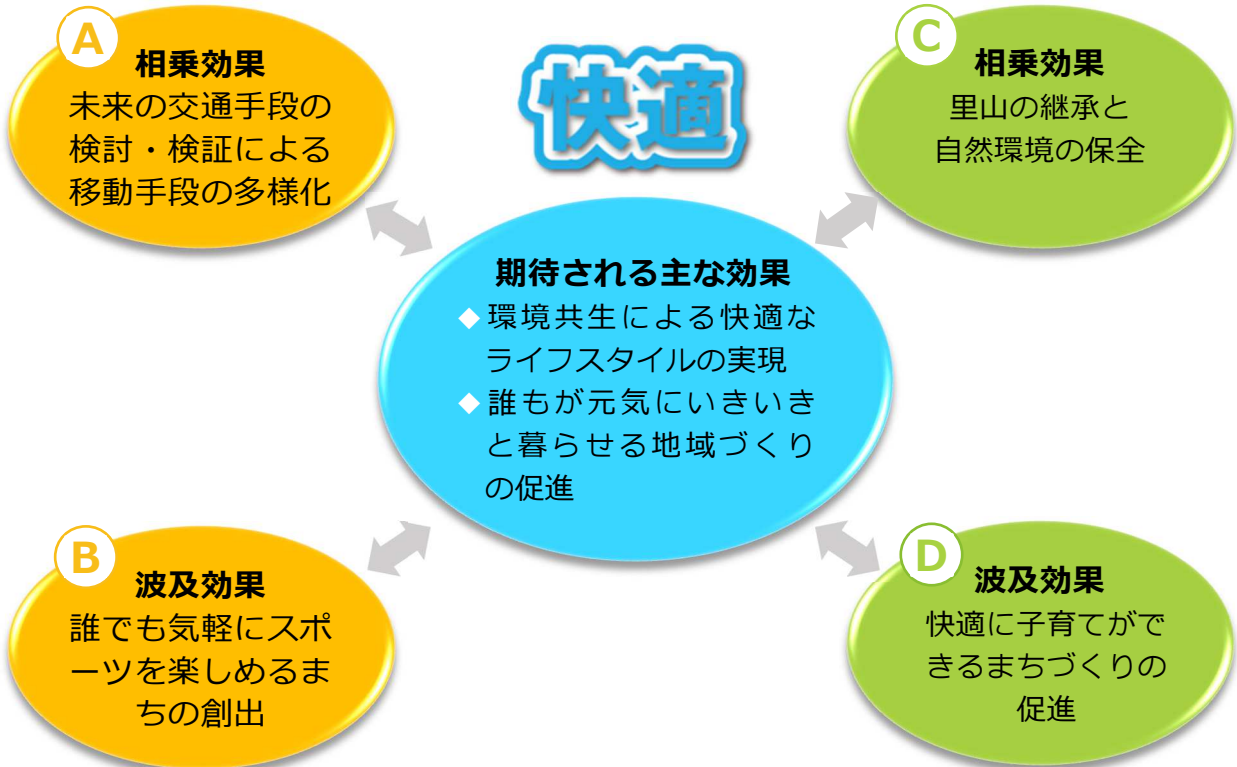 快適
A
相乗効果
未来の交通手段の
検討・検証による
移動手段の多様化
C
相乗効果
里山の継承と
自然環境の保全
期待される主な効果
◆環境共生による快適な
ライフスタイルの実現
◆誰もが元気にいきいき
と暮らせる地域づくり
の促進
B
波及効果
誰でも気軽にスポ
ーツを楽しめるま
ちの創出
D
波及効果
快適に子育てがで
きるまちづくりの
促進